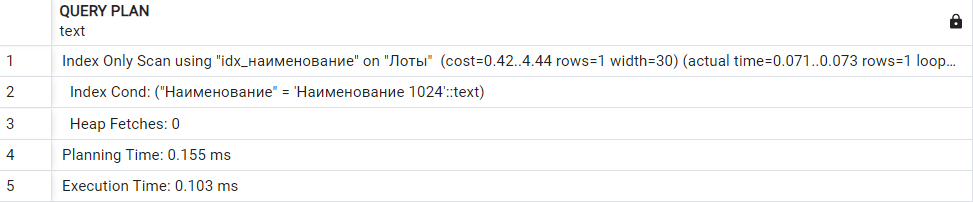 QUERY PLAN
text
1 Index Only Scan using "idx_наименование" on "Лоты" (cost=0.42..4.44 rows=1 width=30) (actual time=0.071..0.073 rows=1 loop…
2 Index Cond: ("Наименование" = 'Наименование 1024'::text)
3 Heap Fetches: 0
4 Planning Time: 0.155 ms
5 Execution Time: 0.103 ms